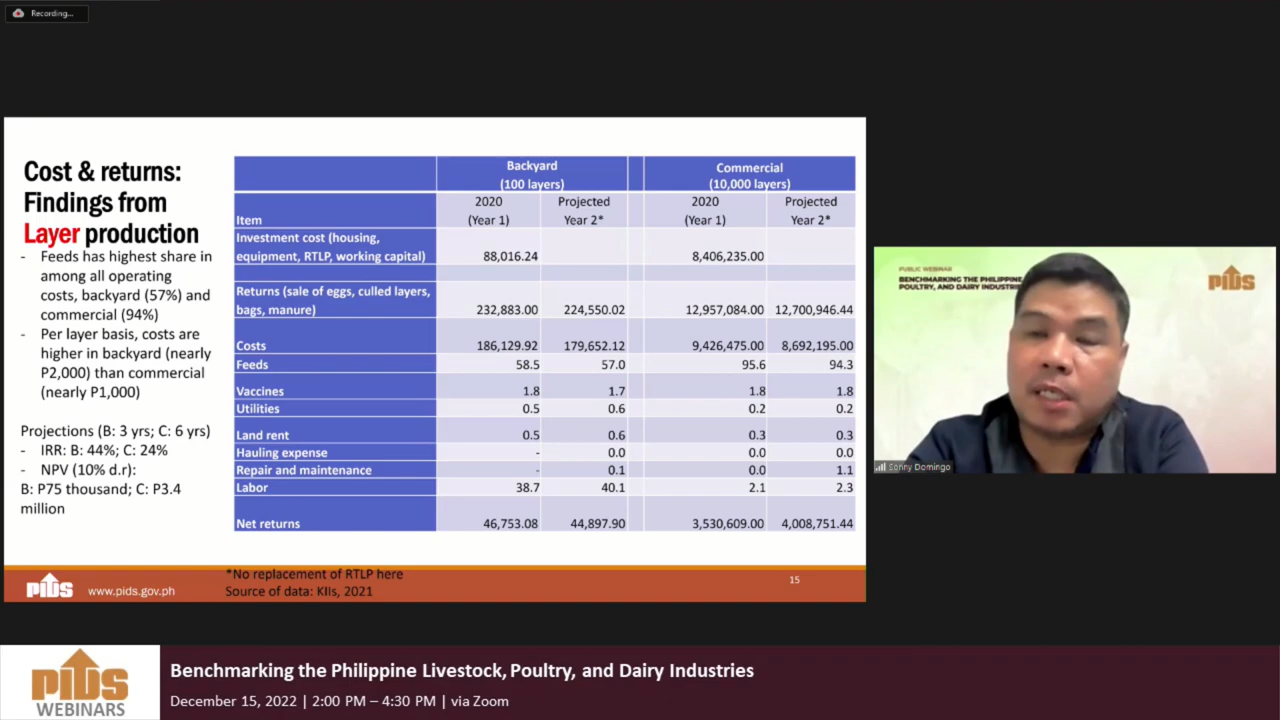 Recording...
Cost & returns:
Findings from
Layer production
- Feeds has highest share in
among all operating
costs, backyard (57%) and
commercial (94%)
- Per layer basis, costs are
higher in backyard (nearly
P2,000) than commercial
(nearly P1,000)
Projections (B: 3 yrs; C: 6 yrs)
- IRR: B: 44%; C: 24%
- NPV (10% d.r):
B: P75 thousand; C: P3.4
million
Backyard
(100 layers)
Commercial
(10,000 layers)
Item
2020
(Year 1)
Projected
Year 2*
2020
(Year 1)
Projected
Year 2*
Investment cost (housing,
equipment, RTLP, working capital) 88,016.24 8,406,235.00
Returns (sale of eggs, culled layers,
bags, manure) 232,883.00 224,550.02 12,957,084.00 12,700,946.44
Costs 186,129.92 179,652.12 9,426,475.00 8,692,195.00
Feeds 58.5 57.0 95.6 94.3
Vaccines 1.8 1.7 1.8 1.8
Utilities 0.5 0.6 0.2 0.2
Land rent 0.5 0.6 0.3 0.3
Hauling expense - 0.0 0.0 0.0
Repair and maintenance - 0.1 0.0 1.1
Labor 38.7 40.1 2.1 2.3
Net returns 46,753.08 44,897.90 3,530,609.00 4,008,751.44
*No replacement of RTLP here
Source of data: KIIs, 2021
PIDS www.pids.gov.ph
15
PUBLIC WEBINAR
BENCHMARKING THE PHILIPPINE
POULTRY, AND DAIRY INDUSTRIE
PIDS
Sonny Domingo
PIDS
WEBINARS
Benchmarking the Philippine Livestock, Poultry, and Dairy Industries
December 15, 2022 | 2:00 PM – 4:30 PM | via Zoom